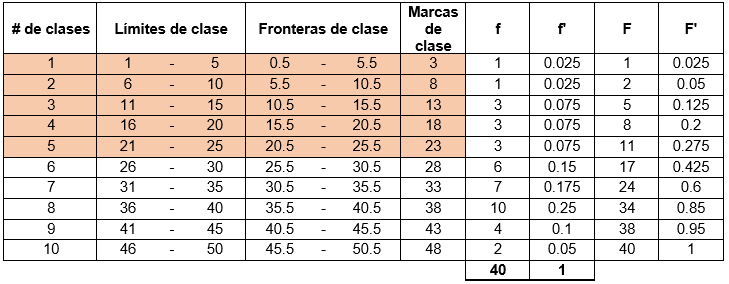 # de clases Límites de clase Fronteras de clase Marcas de clase f f' F F'
1 1 - 5 0.5 - 5.5 3 1 0.025 1 0.025
2 6 - 10 5.5 - 10.5 8 1 0.025 2 0.05
3 11 - 15 10.5 - 15.5 13 3 0.075 5 0.125
4 16 - 20 15.5 - 20.5 18 3 0.075 8 0.2
5 21 - 25 20.5 - 25.5 23 3 0.075 11 0.275
6 26 - 30 25.5 - 30.5 28 6 0.15 17 0.425
7 31 - 35 30.5 - 35.5 33 7 0.175 24 0.6
8 36 - 40 35.5 - 40.5 38 10 0.25 34 0.85
9 41 - 45 40.5 - 45.5 43 4 0.1 38 0.95
10 46 - 50 45.5 - 50.5 48 2 0.05 40 1
40 1